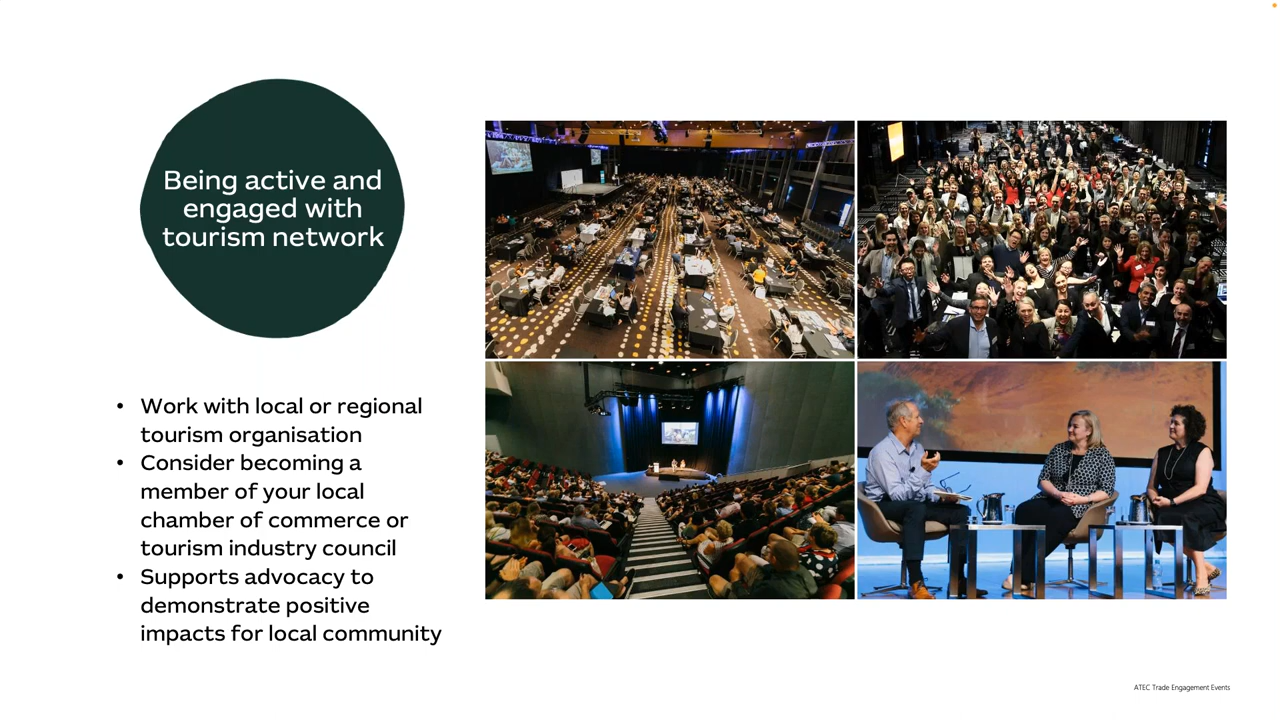 Being active and
engaged with
tourism network
• Work with local or regional
tourism organisation
• Consider becoming a
member of your local
chamber of commerce or
tourism industry council
• Supports advocacy to
demonstrate positive
impacts for local community
ATEC Trade Engagement Events